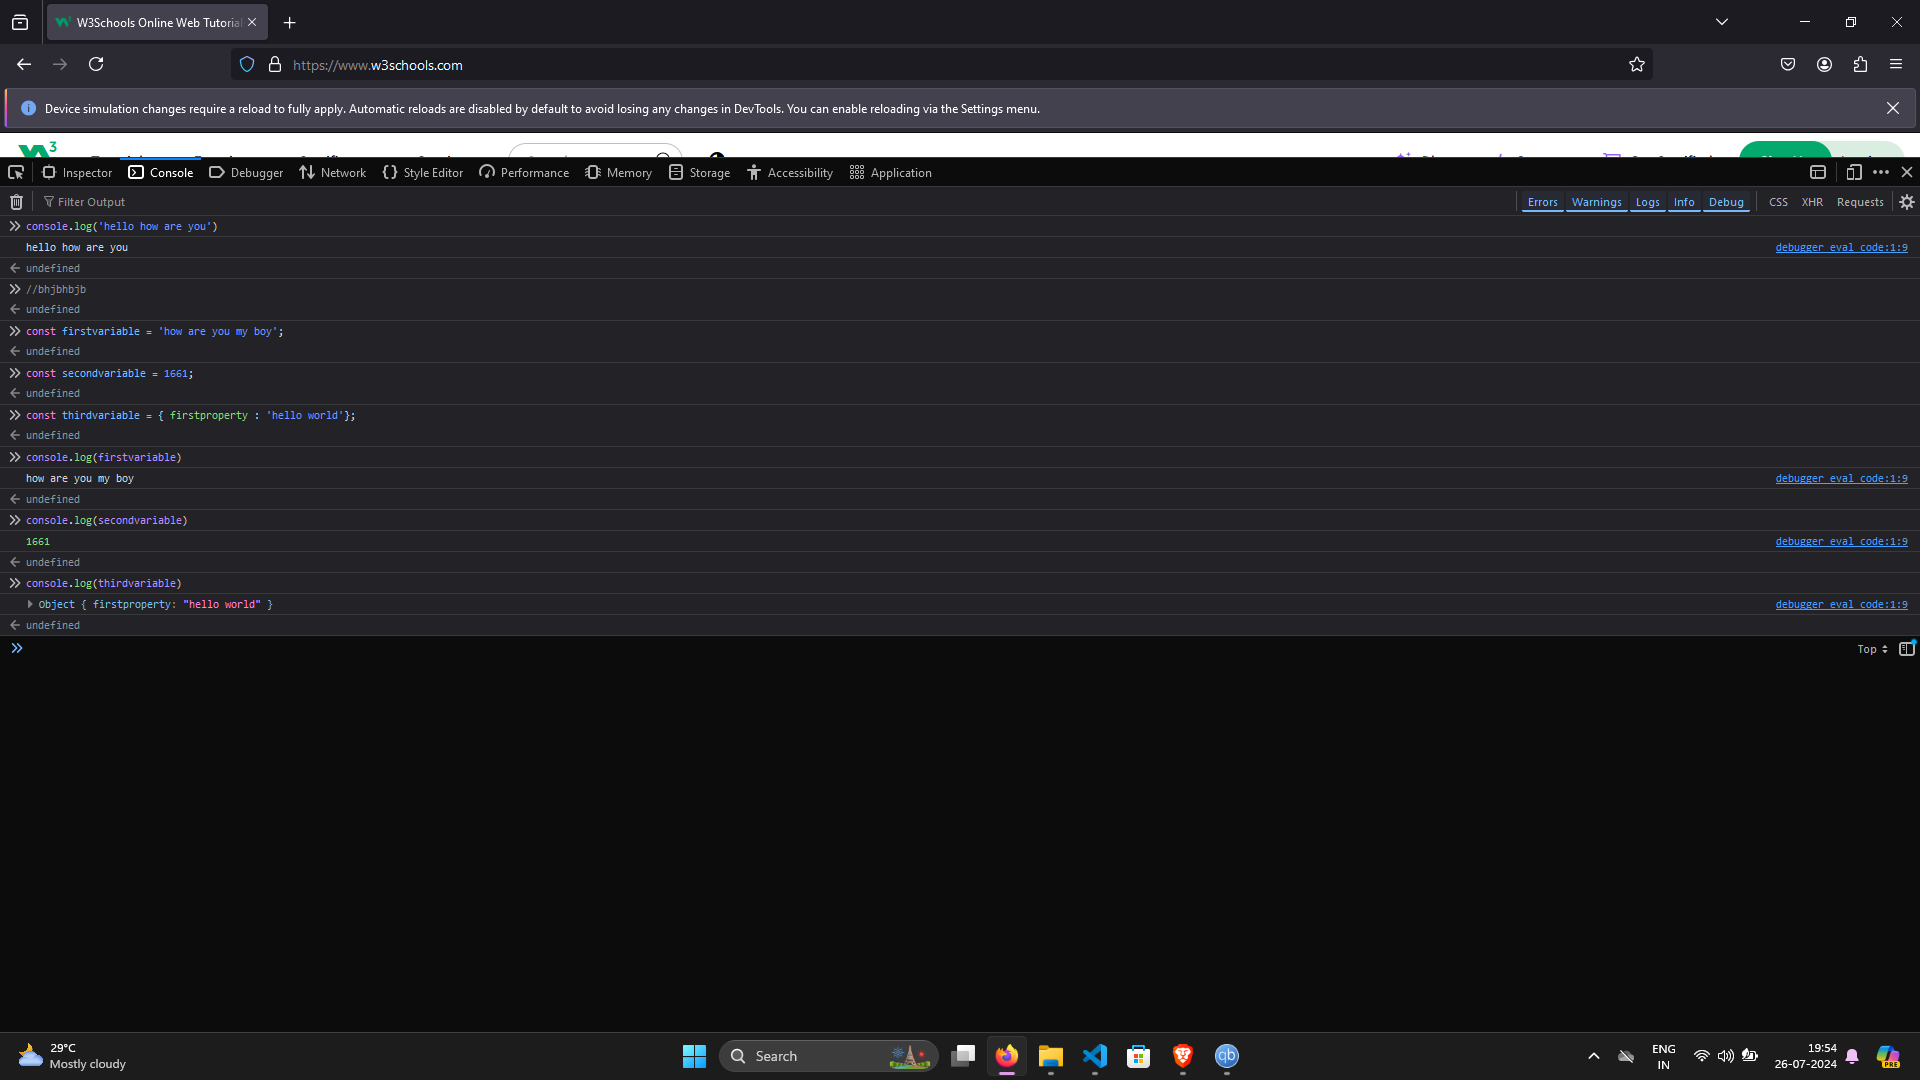 W3Schools Online Web Tutorial
https://www.w3schools.com
Device simulation changes require a reload to fully apply. Automatic reloads are disabled by default to avoid losing any changes in DevTools. You can enable reloading via the Settings menu.
3
Inspector Console Debugger Network Style Editor Performance Memory Storage Accessibility Application
Filter Output Errors Warnings Logs Info Debug CSS XHR Requests
console.log('hello how are you')
hello how are you debugger eval code:1:9
undefined
//bhjbhbjb
undefined
const firstvariable = 'how are you my boy';
undefined
const secondvariable = 1661;
undefined
const thirdvariable = { firstproperty : 'hello world'};
undefined
console.log(firstvariable)
how are you my boy debugger eval code:1:9
undefined
console.log(secondvariable)
1661 debugger eval code:1:9
undefined
console.log(thirdvariable)
Object { firstproperty: "hello world" } debugger eval code:1:9
undefined
Top
29°C
Mostly cloudy
Search
qb
ENG
IN
19:54
26-07-2024
PRE